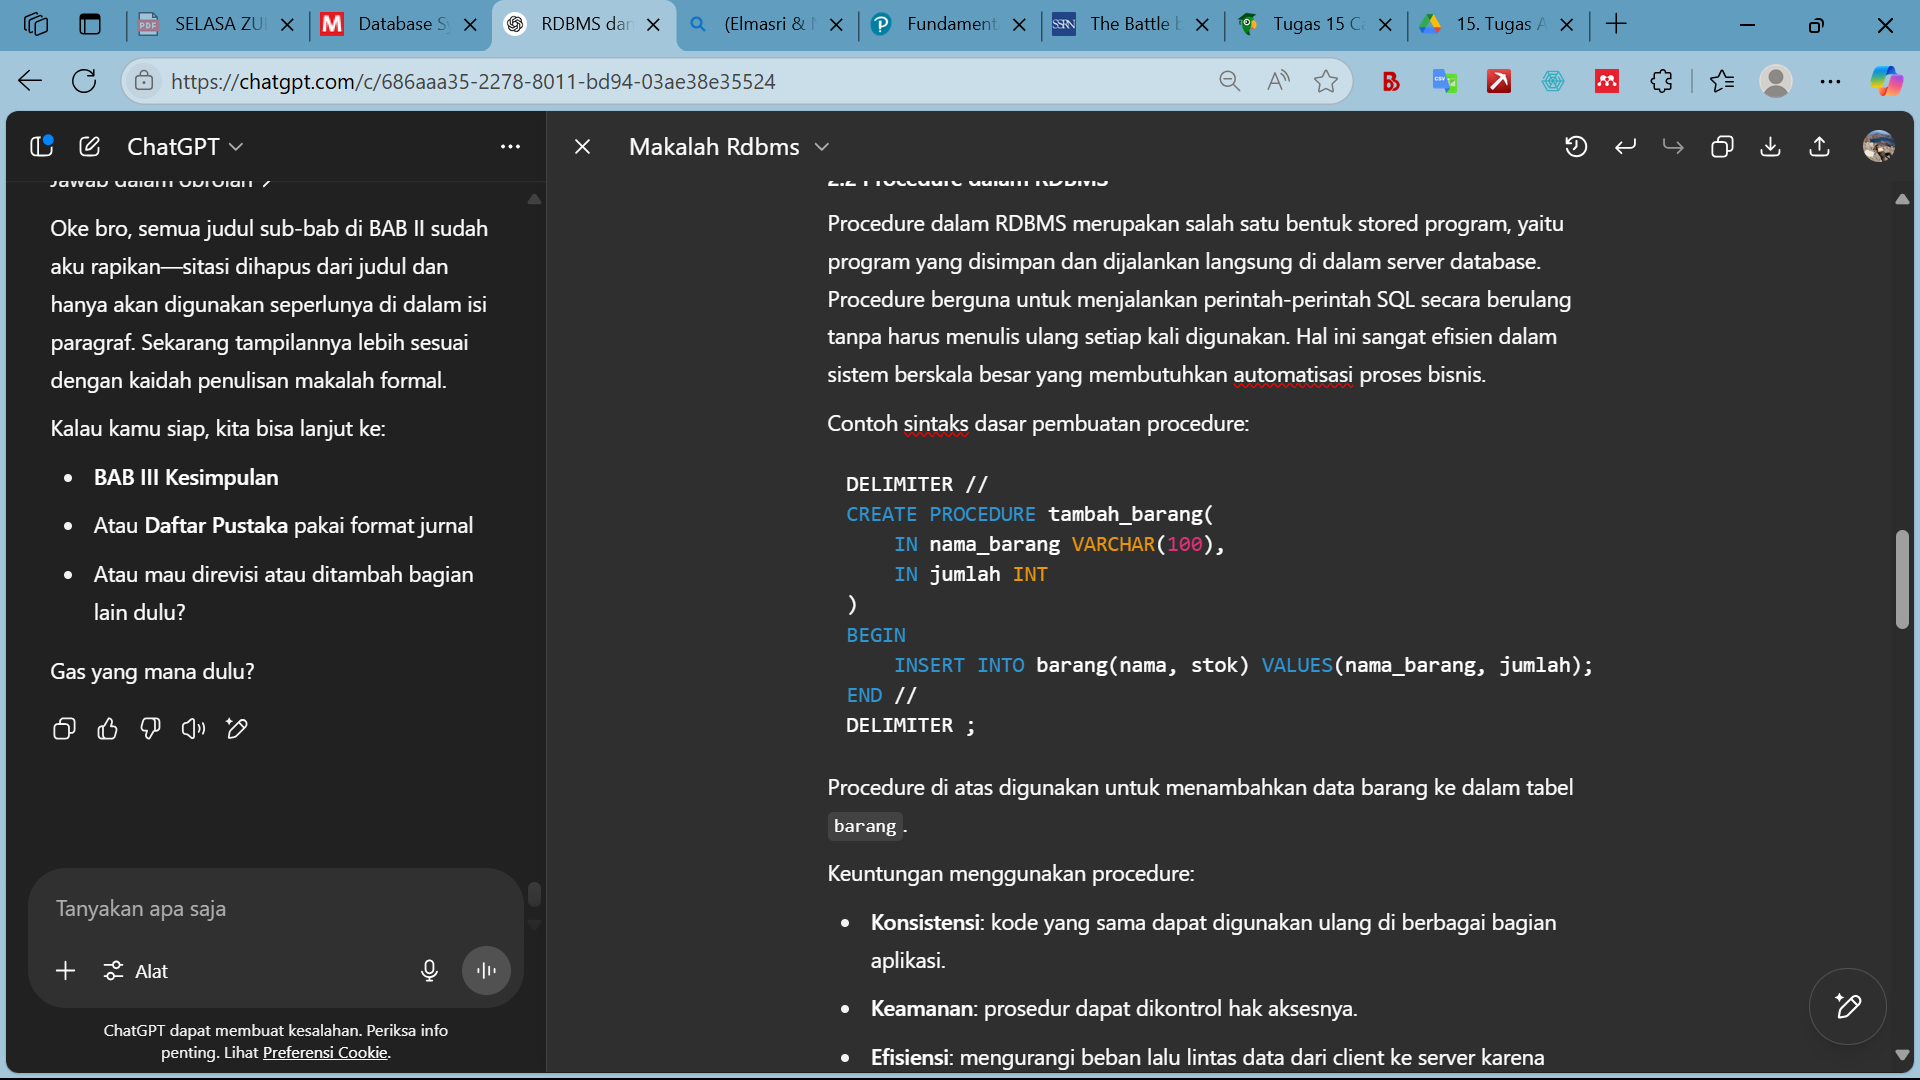 SELASA ZU
Database Sy
RDBMS dar
(Elmasri &
Fundament
The Battle b
Tugas 15 Ca
15. Tugas A
https://chatgpt.com/c/686aaa35-2278-8011-bd94-03ae38e35524
ChatGPT
Jawab dalam obrolan
Oke bro, semua judul sub-bab di BAB II sudah
aku rapikan—sitasi dihapus dari judul dan
hanya akan digunakan seperlunya di dalam isi
paragraf. Sekarang tampilannya lebih sesuai
dengan kaidah penulisan makalah formal.
Kalau kamu siap, kita bisa lanjut ke:
• BAB III Kesimpulan
• Atau Daftar Pustaka pakai format jurnal
• Atau mau direvisi atau ditambah bagian
lain dulu?
Gas yang mana dulu?
Tanyakan apa saja
Alat
ChatGPT dapat membuat kesalahan. Periksa info
penting. Lihat Preferensi Cookie.
Makalah Rdbms
2.2 Procedure dalam RDBMS
Procedure dalam RDBMS merupakan salah satu bentuk stored program, yaitu
program yang disimpan dan dijalankan langsung di dalam server database.
Procedure berguna untuk menjalankan perintah-perintah SQL secara berulang
tanpa harus menulis ulang setiap kali digunakan. Hal ini sangat efisien dalam
sistem berskala besar yang membutuhkan automatisasi proses bisnis.
Contoh sintaks dasar pembuatan procedure:
DELIMITER //
CREATE PROCEDURE tambah_barang(
    IN nama_barang VARCHAR(100),
    IN jumlah INT
)
BEGIN
    INSERT INTO barang(nama, stok) VALUES(nama_barang, jumlah);
END //
DELIMITER ;
Procedure di atas digunakan untuk menambahkan data barang ke dalam tabel
barang.
Keuntungan menggunakan procedure:
• Konsistensi: kode yang sama dapat digunakan ulang di berbagai bagian
aplikasi.
• Keamanan: prosedur dapat dikontrol hak aksesnya.
• Efisiensi: mengurangi beban lalu lintas data dari client ke server karena